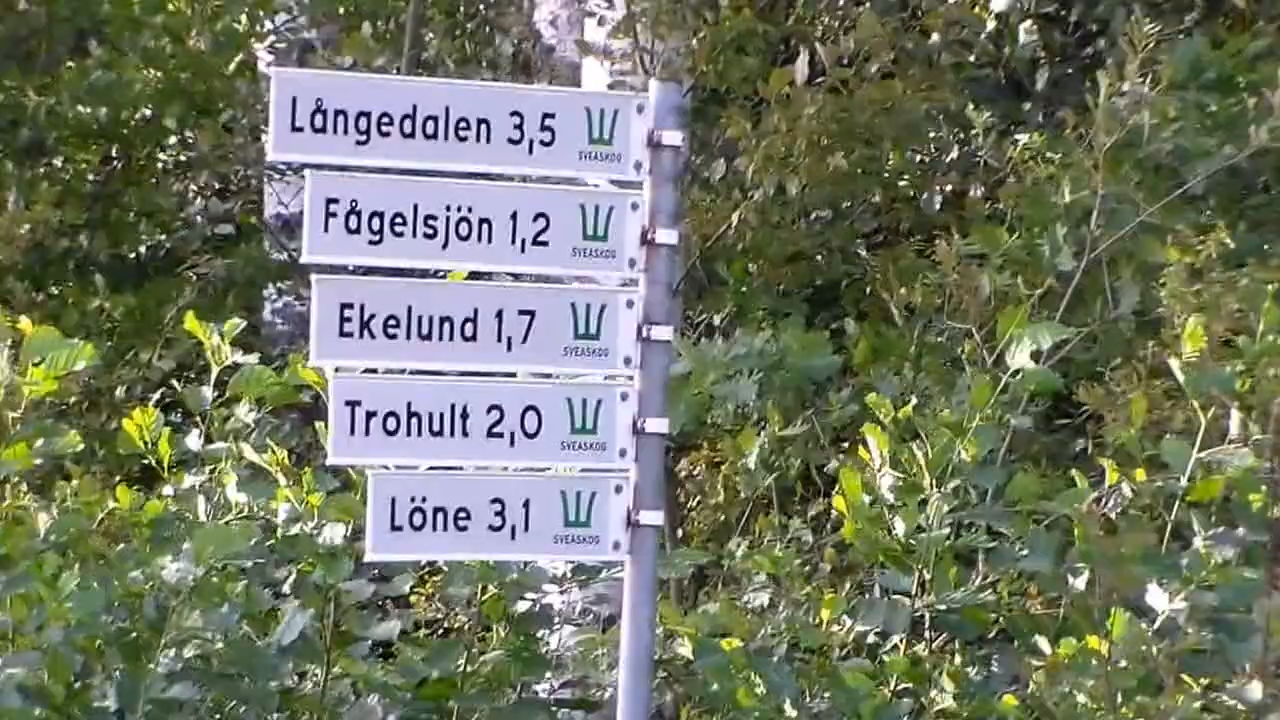 Långedalen 3,5
SVEASKOG
Fågelsjön 1,2
SVEASKOG
Ekelund 1,7
SVEASKOG
Trohult 2,0
SVEASKOG
Löne 3,1
SVEASKOG